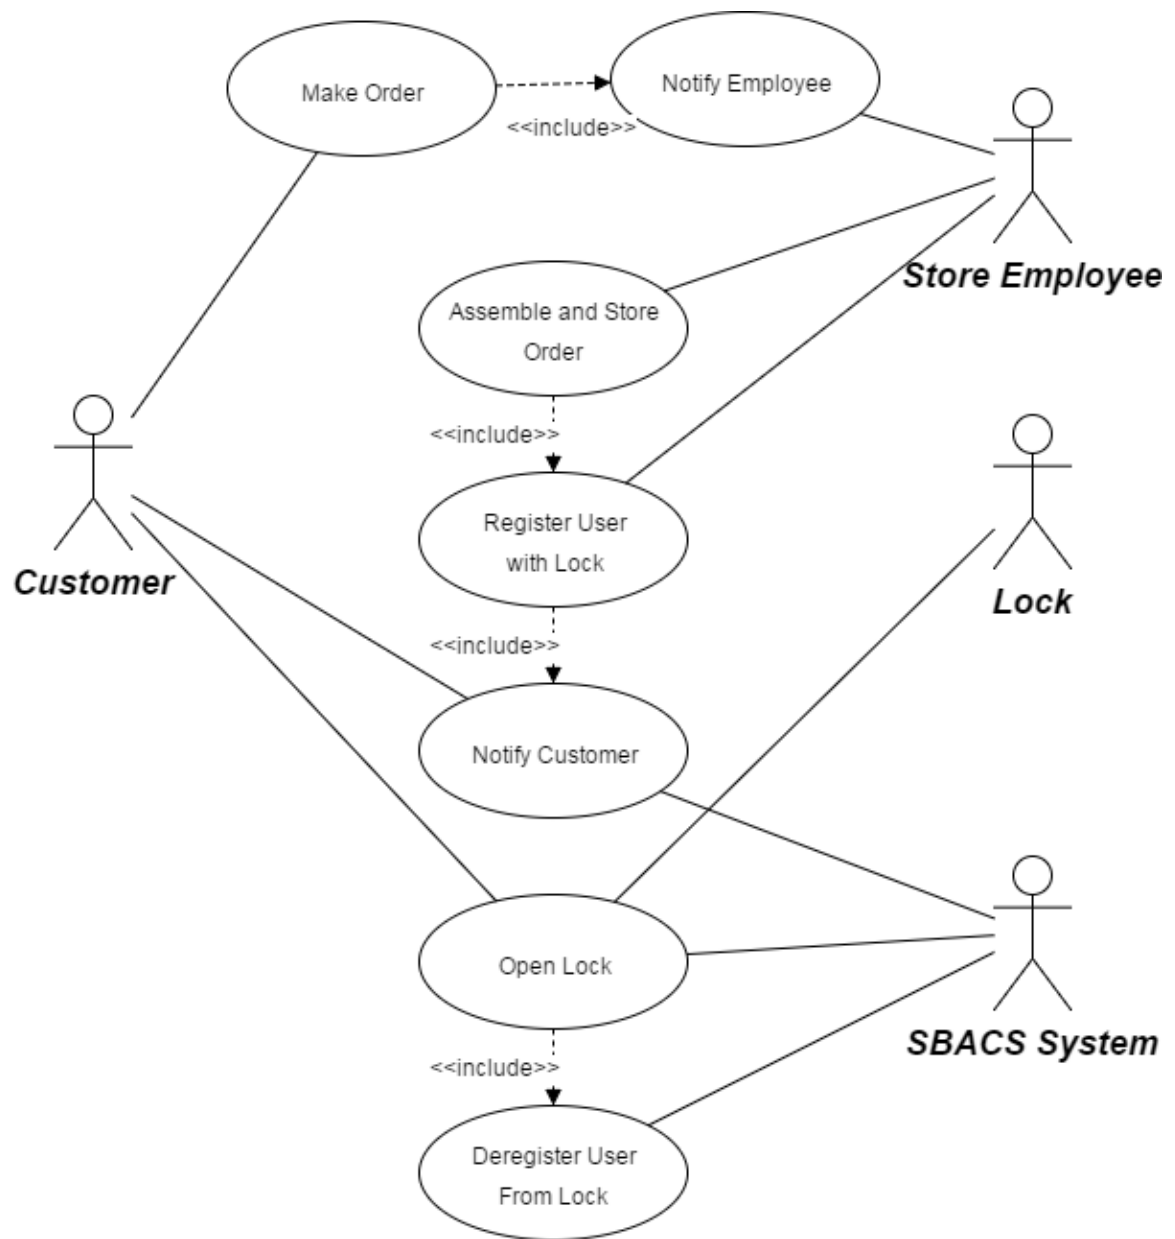 Make Order
<<include>>
Notify Employee
Store Employee
Assemble and Store
Order
<<include>>
Customer
Register User
with Lock
Lock
<<include>>
Notify Customer
Open Lock
SBACS System
<<include>>
Deregister User
From Lock